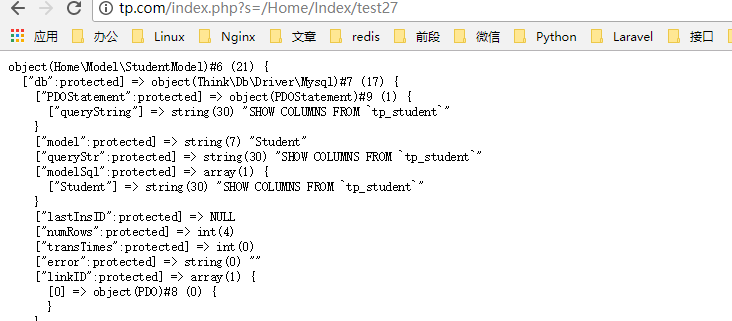 tp.com/index.php?s=/Home/Index/test27
应用 办公 Linux Nginx 文章 redis 前段 微信 Python Laravel 接口
object(Home\Model\StudentModel)#6 (21) {
["db":protected] => object(Think\Db\Driver\Mysql)#7 (17) {
["PDOStatement":protected] => object(PDOStatement)#9 (1) {
["queryString"] => string(30) "SHOW COLUMNS FROM `tp_student`"
}
["model":protected] => string(7) "Student"
["queryStr":protected] => string(30) "SHOW COLUMNS FROM `tp_student`"
["modelSql":protected] => array(1) {
["Student"] => string(30) "SHOW COLUMNS FROM `tp_student`"
}
["lastInsID":protected] => NULL
["numRows":protected] => int(4)
["transTimes":protected] => int(0)
["error":protected] => string(0) ""
["linkID":protected] => array(1) {
[0] => object(PDO)#8 (0) {
}
}